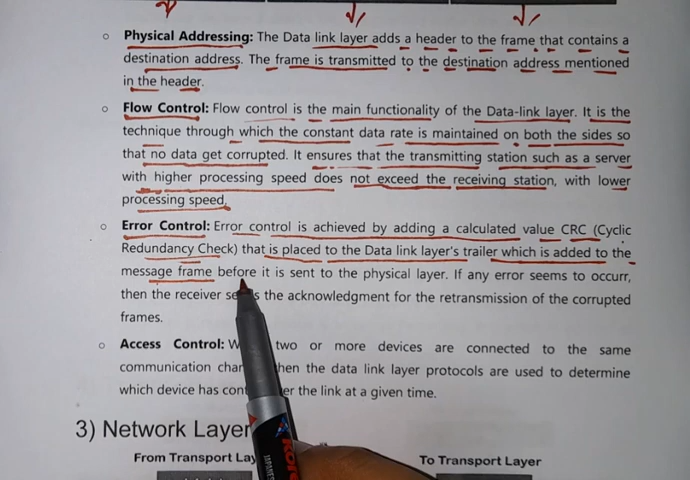 Physical Addressing: The Data link layer adds a header to the frame that contains a
destination address. The frame is transmitted to the destination address mentioned
in the header.
Flow Control: Flow control is the main functionality of the Data-link layer. It is the
technique through which the constant data rate is maintained on both the sides so
that no data get corrupted. It ensures that the transmitting station such as a server
with higher processing speed does not exceed the receiving station, with lower
processing speed.
Error Control: Error control is achieved by adding a calculated value CRC (Cyclic
Redundancy Check) that is placed to the Data link layer's trailer which is added to the
message frame before it is sent to the physical layer. If any error seems to occurr,
then the receiver the acknowledgment for the retransmission of the corrupted
frames.
Access Control: two or more devices are connected to the same
communication then the data link layer protocols are used to determine
which device has the link at a given time.
3) Network Layer
From Transport To Transport Layer